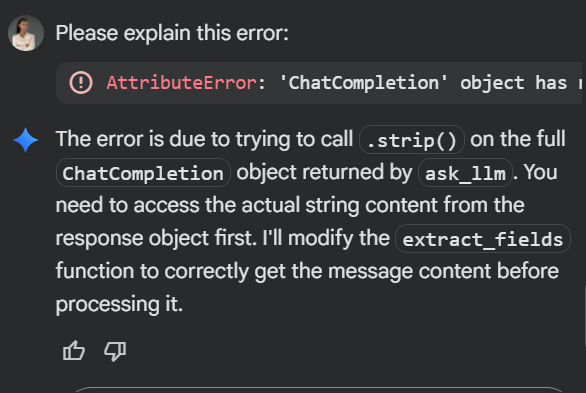 Please explain this error:
AttributeError: 'ChatCompletion' object has
The error is due to trying to call .strip() on the full
ChatCompletion object returned by ask_llm. You
need to access the actual string content from the
response object first. I'll modify the extract_fields
function to correctly get the message content before
processing it.